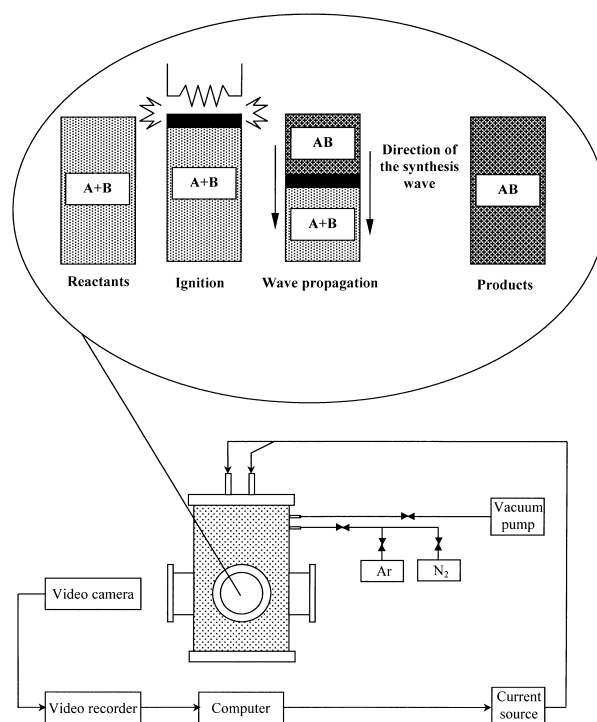 A+B
A+B
AB
A+B
Direction of
the synthesis
wave
AB
Reactants
Ignition
Wave propagation
Products
Vacuum
pump
Ar
N₂
Video camera
Video recorder
Computer
Current
source